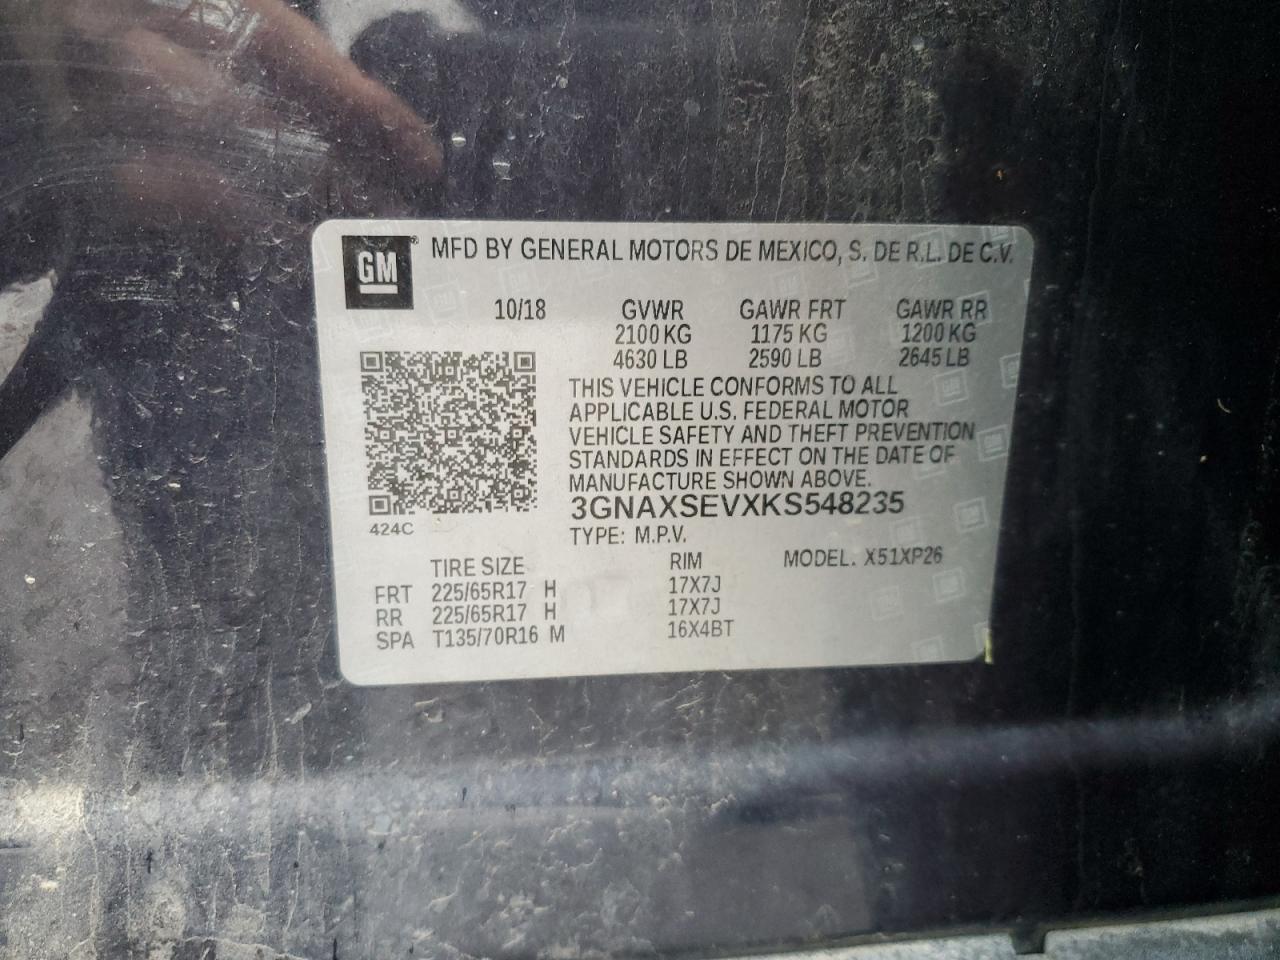 GM® MFD BY GENERAL MOTORS DE MEXICO, S. DE R.L. DE C.V.
10/18 GVWR GAWR FRT GAWR RR
2100 KG 1175 KG 1200 KG
4630 LB 2590 LB 2645 LB
THIS VEHICLE CONFORMS TO ALL
APPLICABLE U.S. FEDERAL MOTOR
VEHICLE SAFETY AND THEFT PREVENTION
STANDARDS IN EFFECT ON THE DATE OF
MANUFACTURE SHOWN ABOVE.
3GNAXSEVXKS548235
424C
TYPE: M.P.V.
TIRE SIZE RIM MODEL. X51XP26
FRT 225/65R17 H 17X7J
RR 225/65R17 H 17X7J
SPA T135/70R16 M 16X4BT